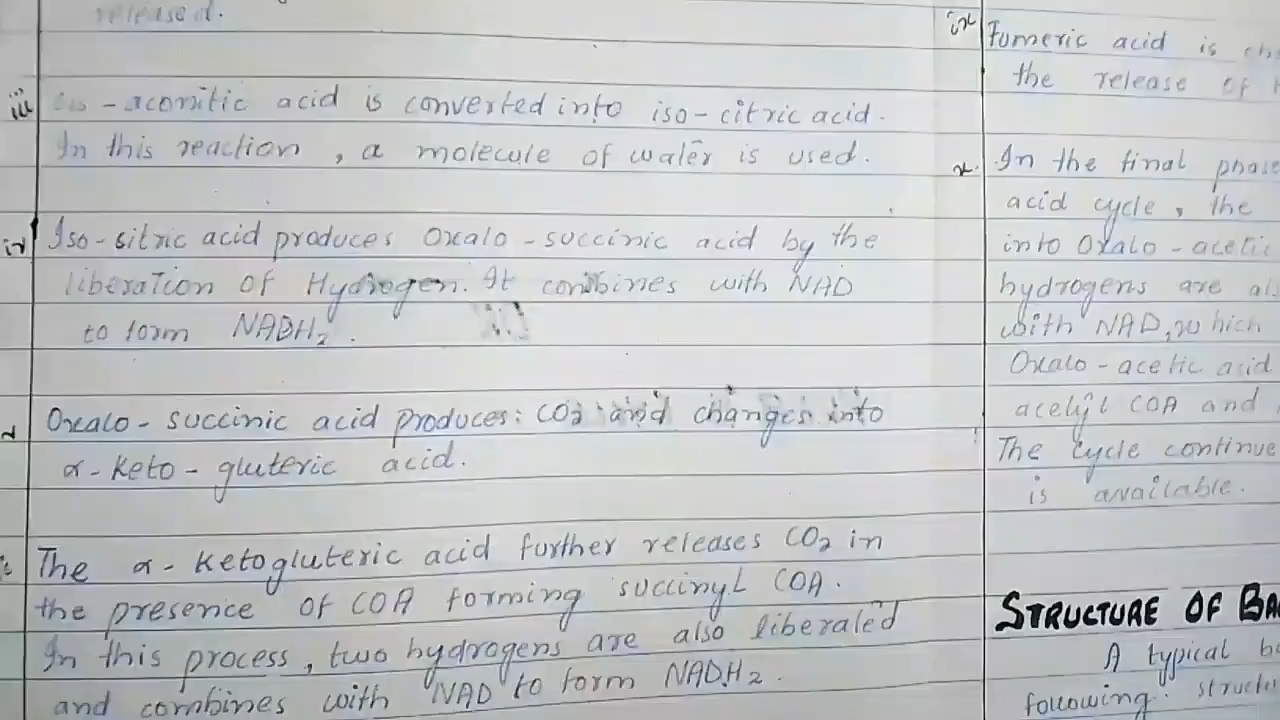 released.
iii cis-aconitic acid is converted into iso-citric acid.
In this reaction, a molecule of water is used.
iv Iso-sitric acid produces Oxalo-succinic acid by the
liberation of Hydrogen. It combines with NAD
to form NADH2.
Oxalo-succinic acid produces: CO2 and changes into
α-keto-gluteric acid.
The α-ketogluteric acid further releases CO2 in
the presence of COA forming succinyl COA.
In this process, two hydrogens are also liberated
and combines with NAD to form NADH2.
ix Fumeric acid is
the release of
x. In the final phase
acid cycle, the
into Oxalo-acetic
hydrogens are
with NAD, which
Oxalo-acetic acid
acetyl COA and
The cycle continue
is available.
STRUCTURE OF
A typical
following structu